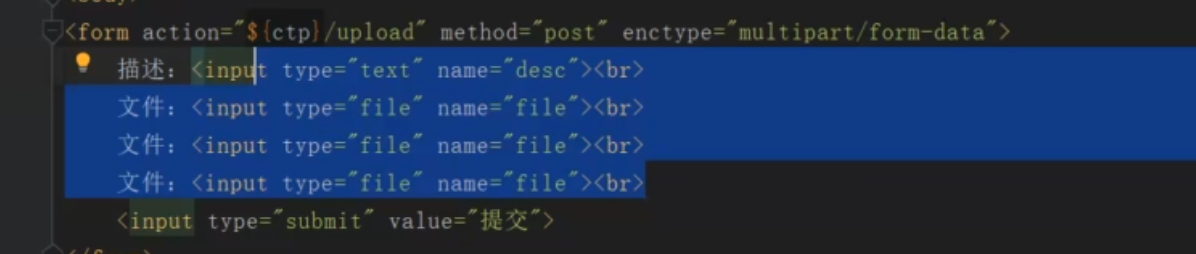 <body>
<form action="${ctp}/upload" method="post" enctype="multipart/form-data">
描述：<input type="text" name="desc"><br>
文件：<input type="file" name="file"><br>
文件：<input type="file" name="file"><br>
文件：<input type="file" name="file"><br>
<input type="submit" value="提交">
</form>